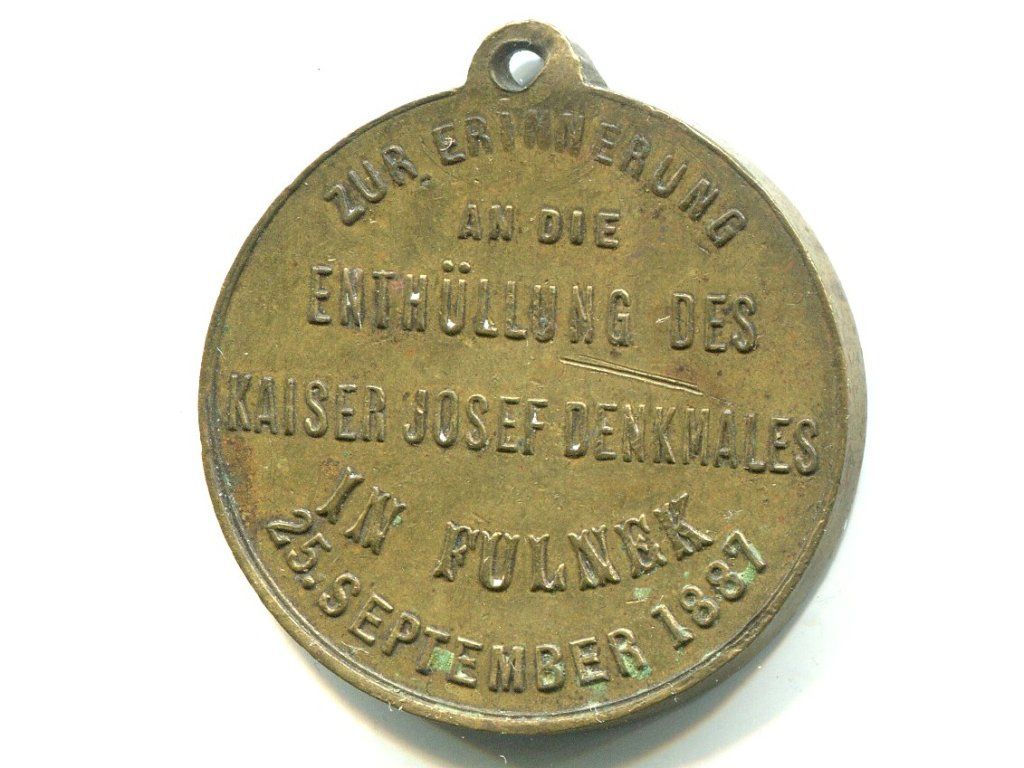 ZUR ERINNERUNG
AN DIE
ENTHÜLLUNG DES
KAISER JOSEF DENKMALES
IN FULNEK
25. SEPTEMBER 1887